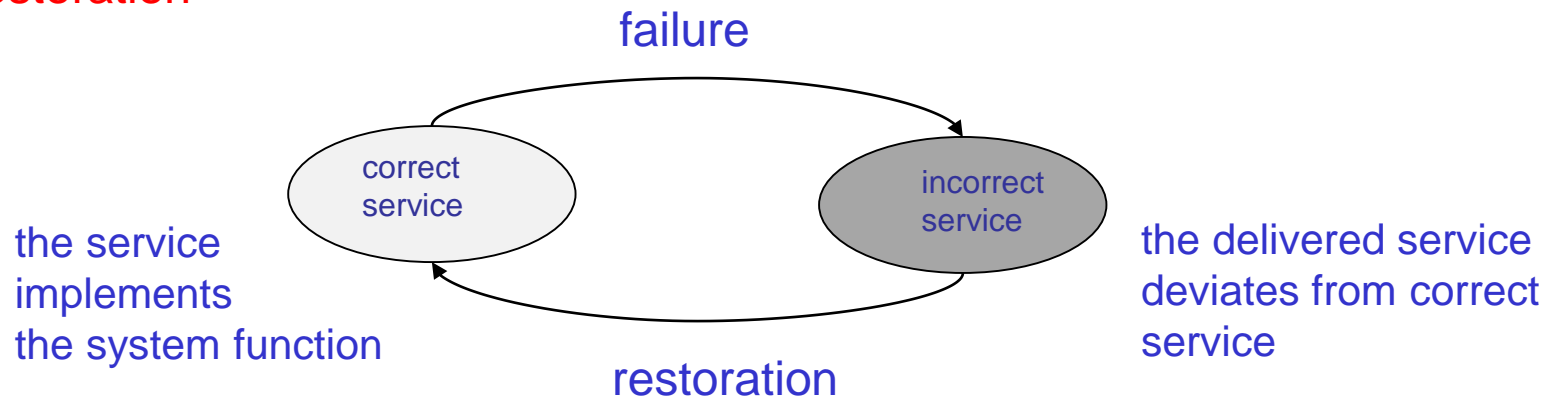 failure
correct
service
incorrect
service
the service
implements
the system function
the delivered service
deviates from correct
service
restoration